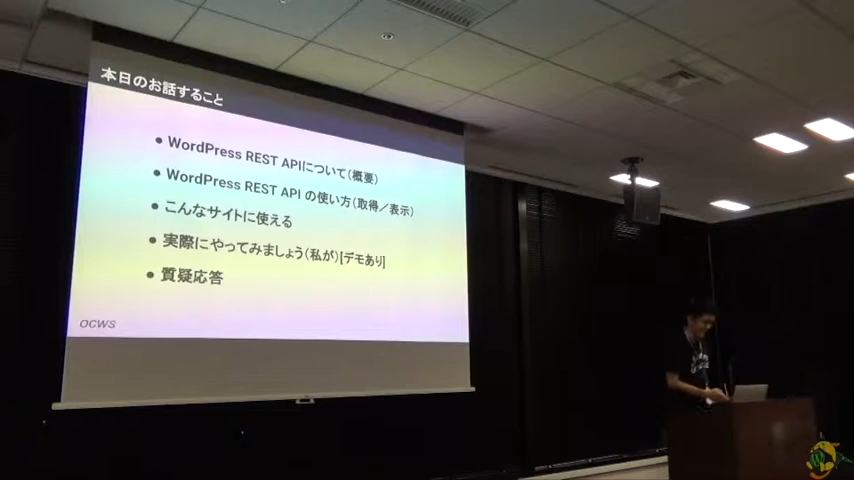 本日のお話すること
● WordPress REST APIについて(概要)
● WordPress REST API の使い方(取得／表示)
● こんなサイトに使える
● 実際にやってみましょう(私が)[デモあり]
● 質疑応答
OCWS